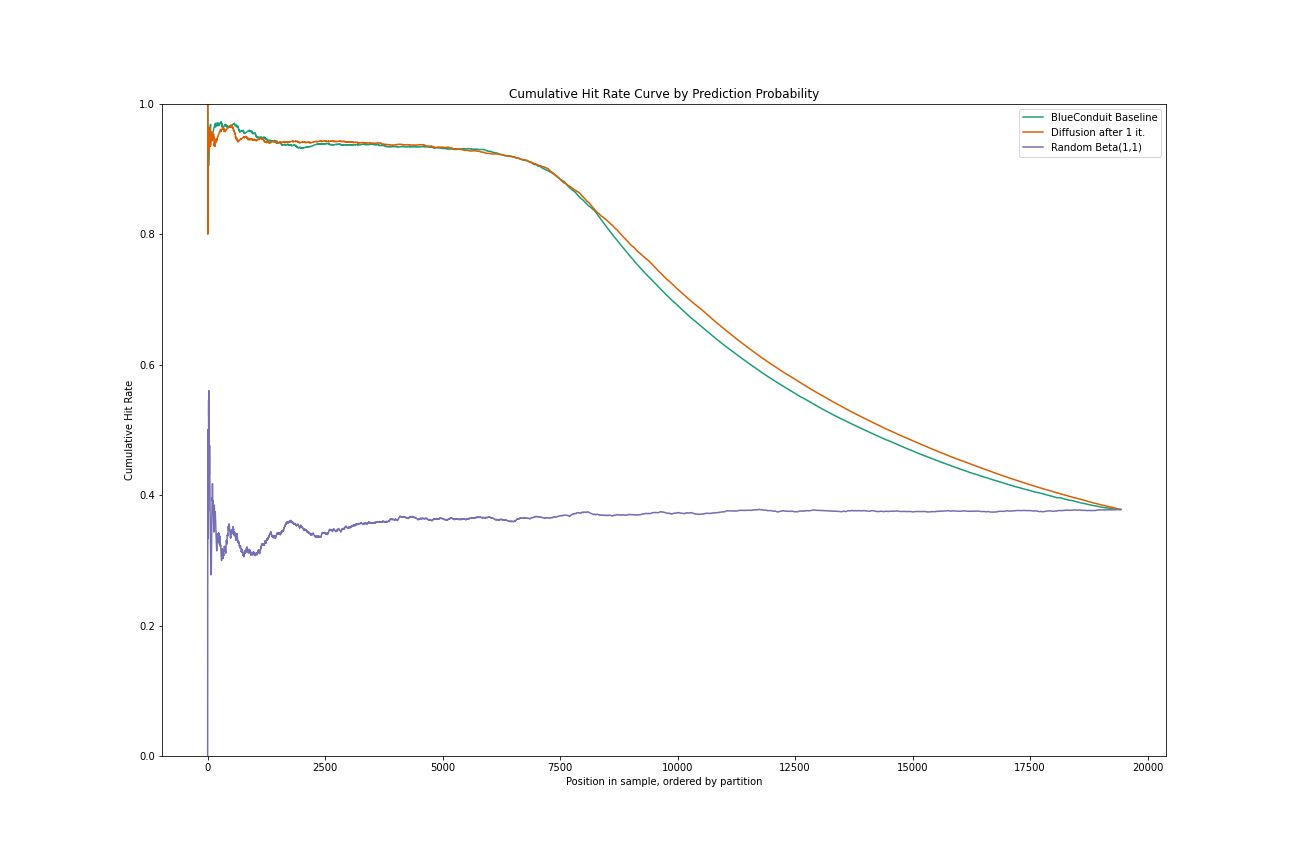 Cumulative Hit Rate Curve by Prediction Probability
BlueConduit Baseline
Diffusion after 1 it.
Random Beta(1,1)
Cumulative Hit Rate
1.0
0.8
0.6
0.4
0.2
0.0
0 2500 5000 7500 10000 12500 15000 17500 20000
Position in sample, ordered by partition